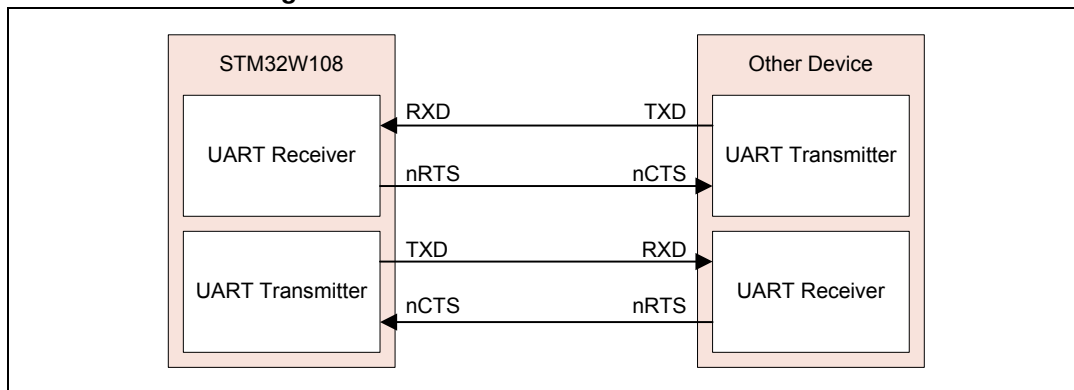 STM32W108 Other Device
RXD TXD
UART Receiver UART Transmitter
nRTS nCTS
TXD RXD
UART Transmitter UART Receiver
nCTS nRTS